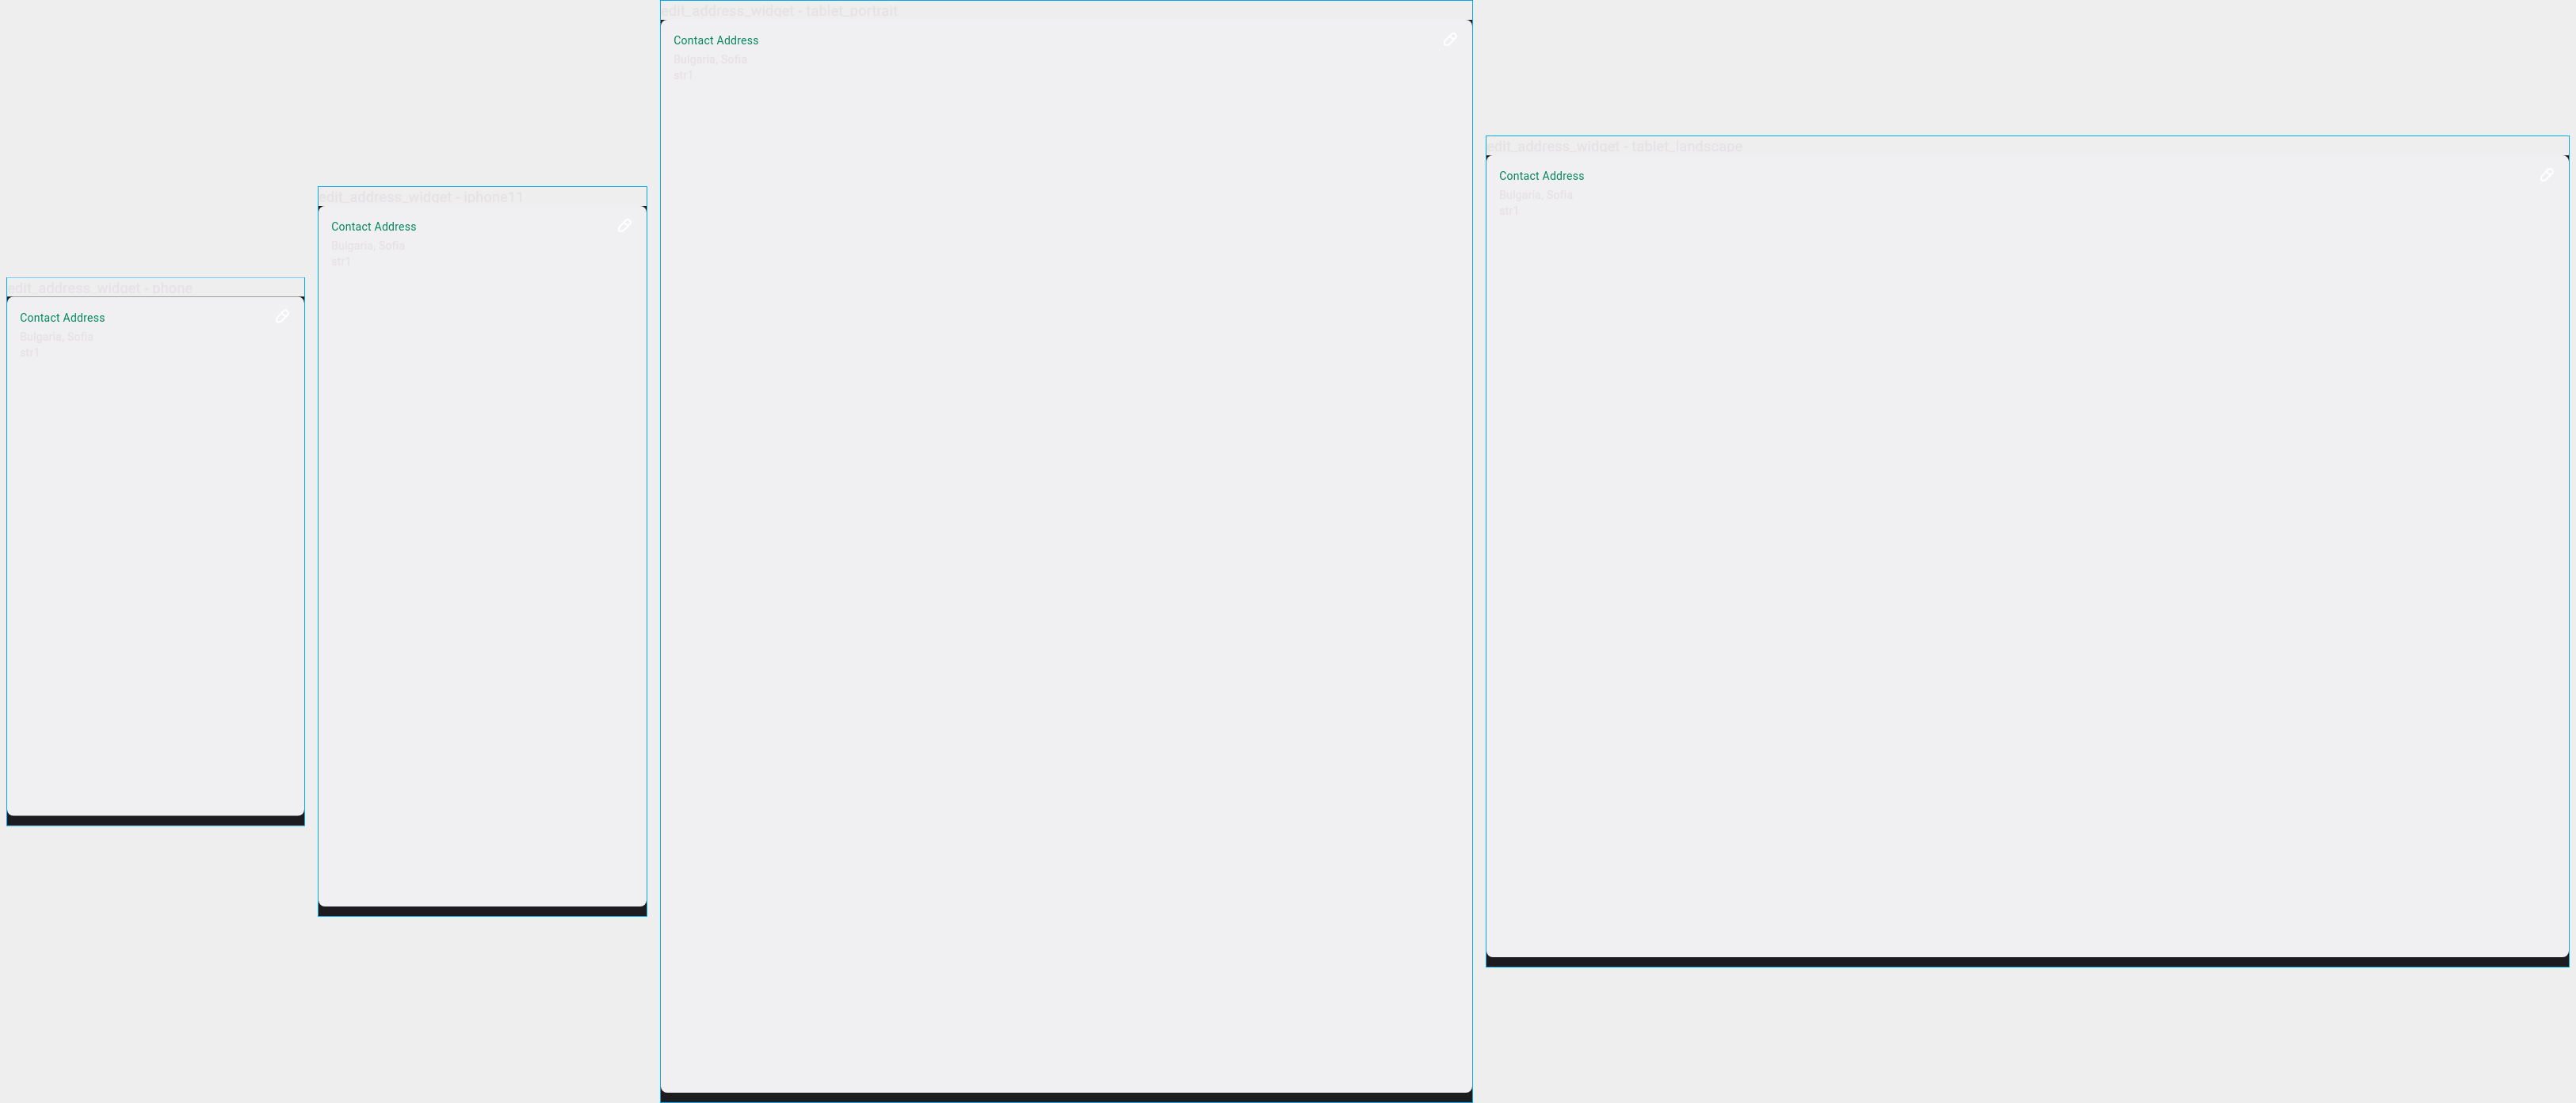 edit_address_widget - phone
Contact Address
Bulgaria, Sofia
str1
edit_address_widget - iphone11
Contact Address
Bulgaria, Sofia
str1
edit_address_widget - tablet_portrait
Contact Address
Bulgaria, Sofia
str1
edit_address_widget - tablet_landscape
Contact Address
Bulgaria, Sofia
str1